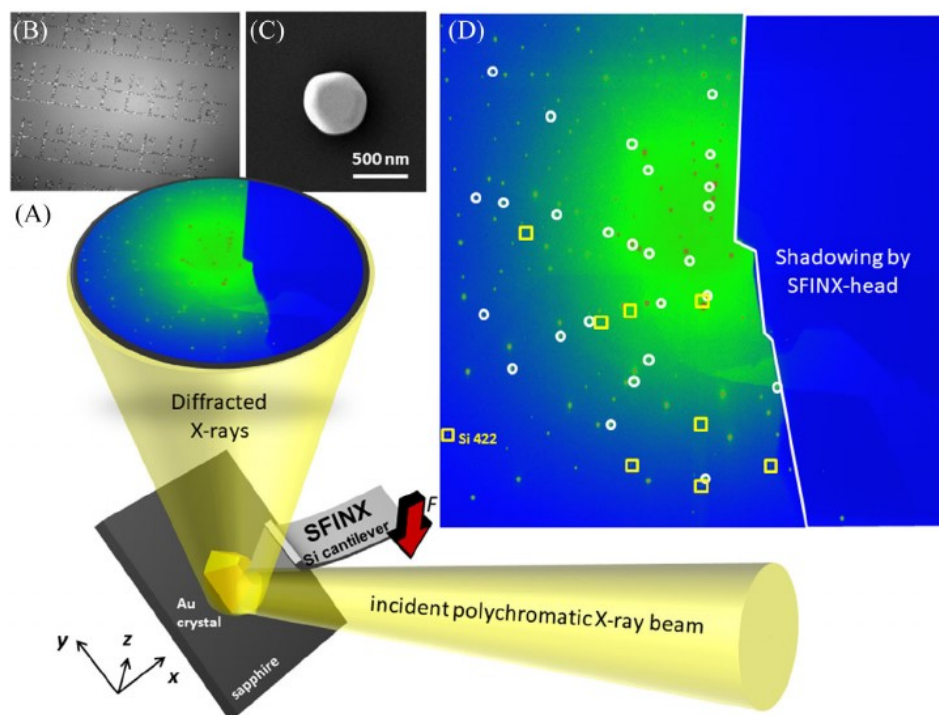 (B)
(C)
500 nm
(D)
Shadowing by
SFINX-head
Si 422
(A)
Diffracted
X-rays
SFINX
Si cantilever
F
Au
crystal
sapphire
incident polychromatic X-ray beam
y
z
x